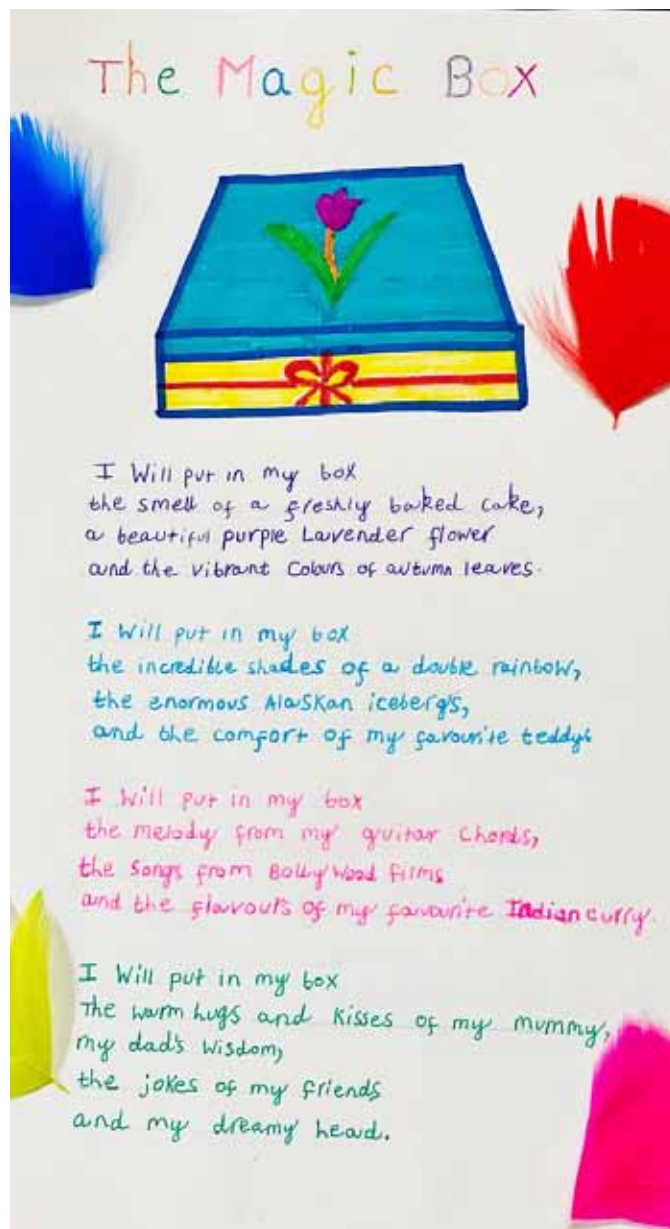 The Magic Box
I Will put in my box
the smell of a freshly baked cake,
a beautiful purple Lavender flower
and the vibrant Colours of autumn leaves.
I Will put in my box
the incredible shades of a double rainbow,
the enormous Alaskan iceberg's,
and the comfort of my favourite teddy.
I Will put in my box
the melody from my guitar Chords,
the Songs from BollyWood films
and the flavours of my favourite Indian curry.
I Will put in my box
The warm hugs and kisses of my mummy,
my dad's wisdom,
the jokes of my friends
and my dreamy head.